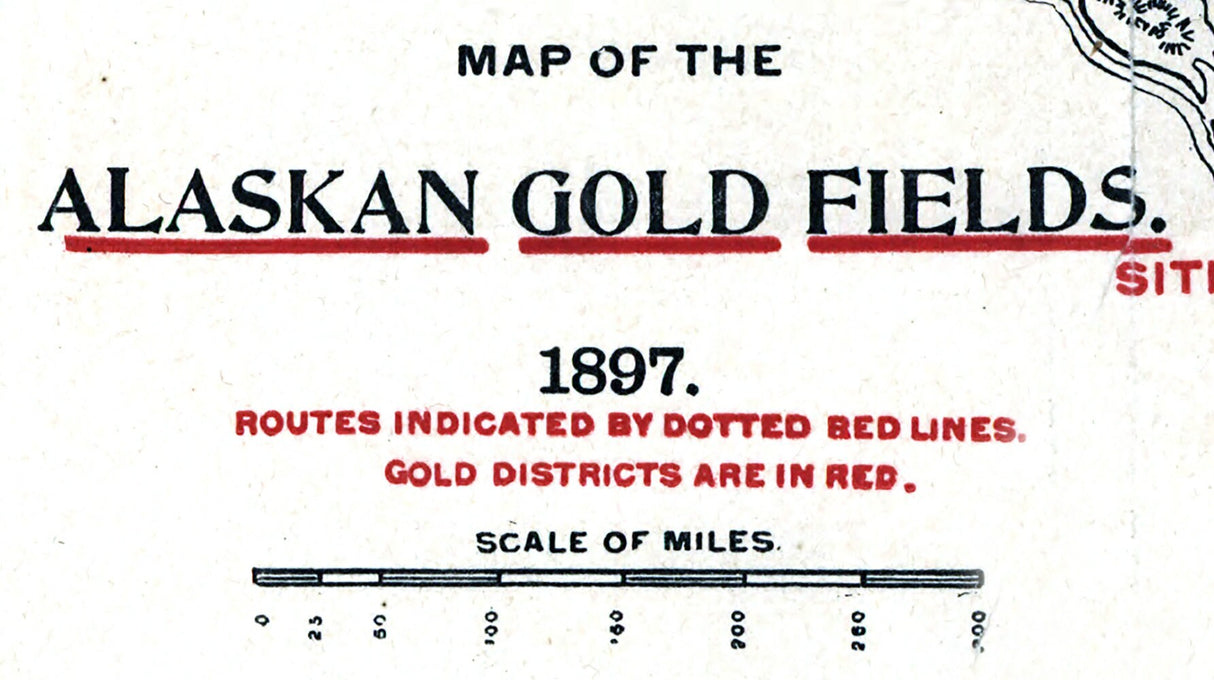 MAP OF THE
ALASKAN GOLD FIELDS.
1897.
ROUTES INDICATED BY DOTTED RED LINES.
GOLD DISTRICTS ARE IN RED.
SCALE OF MILES.
0 25 50 100 150 200 250 300